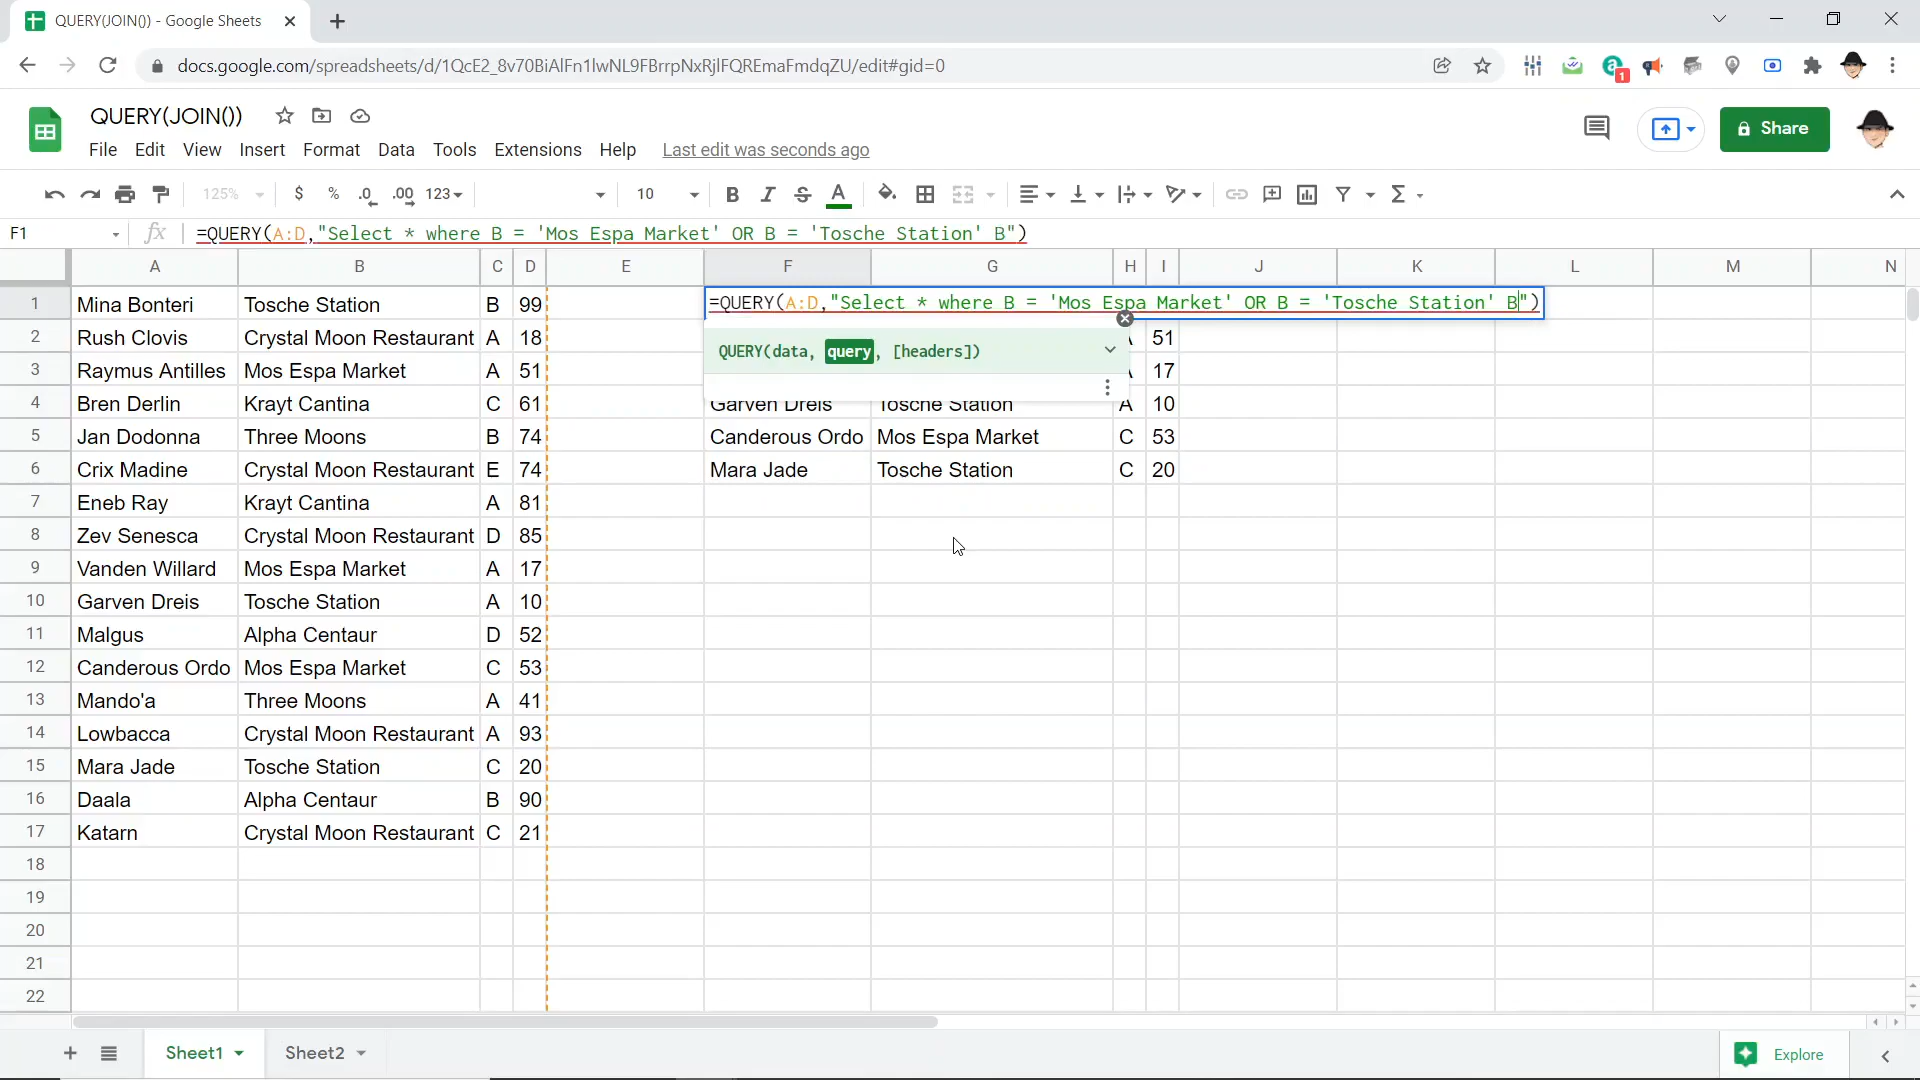 QUERY(JOIN()) - Google Sheets
docs.google.com/spreadsheets/d/1QcE2_8v70BiAlFn1lwNL9FBrrpNxRjlFQREmaFmdqZU/edit#gid=0
1
QUERY(JOIN())
Share
File Edit View Insert Format Data Tools Extensions Help Last edit was seconds ago
125% $ % .0 .00 123 10 B I S A
F1 fx =QUERY(A:D,"Select * where B = 'Mos Espa Market' OR B = 'Tosche Station' B")
A B C D E F G H I J K L M N
1 Mina Bonteri Tosche Station B 99 =QUERY(A:D,"Select * where B = 'Mos Espa Market' OR B = 'Tosche Station' B")
2 Rush Clovis Crystal Moon Restaurant A 18 51
QUERY(data, query, [headers])
3 Raymus Antilles Mos Espa Market A 51 17
4 Bren Derlin Krayt Cantina C 61 Garven Dreis Tosche Station A 10
5 Jan Dodonna Three Moons B 74 Canderous Ordo Mos Espa Market C 53
6 Crix Madine Crystal Moon Restaurant E 74 Mara Jade Tosche Station C 20
7 Eneb Ray Krayt Cantina A 81
8 Zev Senesca Crystal Moon Restaurant D 85
9 Vanden Willard Mos Espa Market A 17
10 Garven Dreis Tosche Station A 10
11 Malgus Alpha Centaur D 52
12 Canderous Ordo Mos Espa Market C 53
13 Mando'a Three Moons A 41
14 Lowbacca Crystal Moon Restaurant A 93
15 Mara Jade Tosche Station C 20
16 Daala Alpha Centaur B 90
17 Katarn Crystal Moon Restaurant C 21
18
19
20
21
22
Sheet1 Sheet2 Explore